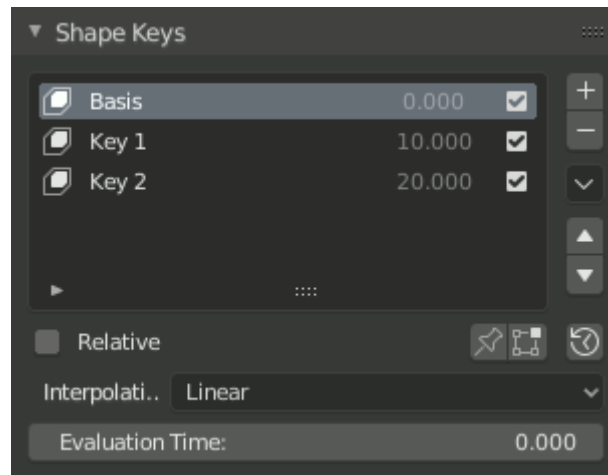 Shape Keys
Basis 0.000
Key 1 10.000
Key 2 20.000
Relative
Interpolati.. Linear
Evaluation Time: 0.000